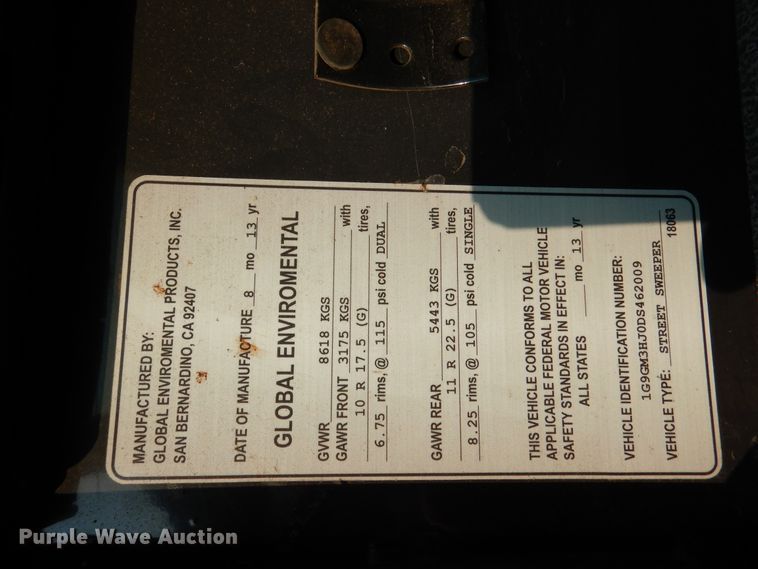 MANUFACTURED BY:
GLOBAL ENVIROMENTAL PRODUCTS, INC.
SAN BERNARDINO, CA 92407
DATE OF MANUFACTURE 8 mo 13 yr
GLOBAL ENVIROMENTAL
GVWR 8618 KGS
GAWR FRONT 3175 KGS with
10 R 17.5 (G) tires,
6.75 rims, @ 115 psi cold DUAL
GAWR REAR 5443 KGS with
11 R 22.5 (G) tires,
8.25 rims, @ 105 psi cold SINGLE
THIS VEHICLE CONFORMS TO ALL
APPLICABLE FEDERAL MOTOR VEHICLE
SAFETY STANDARDS IN EFFECT IN:
ALL STATES mo 13 yr
VEHICLE IDENTIFICATION NUMBER:
1G9GM3HJ0DS462009
VEHICLE TYPE: STREET SWEEPER 18063
Purple Wave Auction